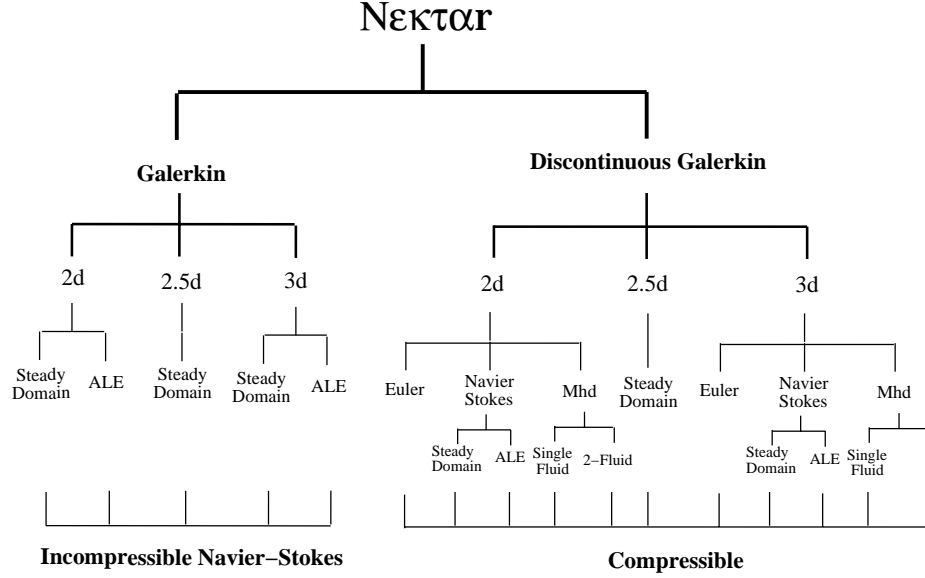 Νεκταr
Galerkin
Discontinuous Galerkin
2d
2.5d
3d
2d
2.5d
3d
Steady
Domain
ALE
Steady
Domain
Steady
Domain
ALE
Euler
Navier
Stokes
Mhd
Steady
Domain
Euler
Navier
Stokes
Mhd
Steady
Domain
ALE
Single
Fluid
2−Fluid
Steady
Domain
ALE
Single
Fluid
Incompressible Navier−Stokes
Compressible